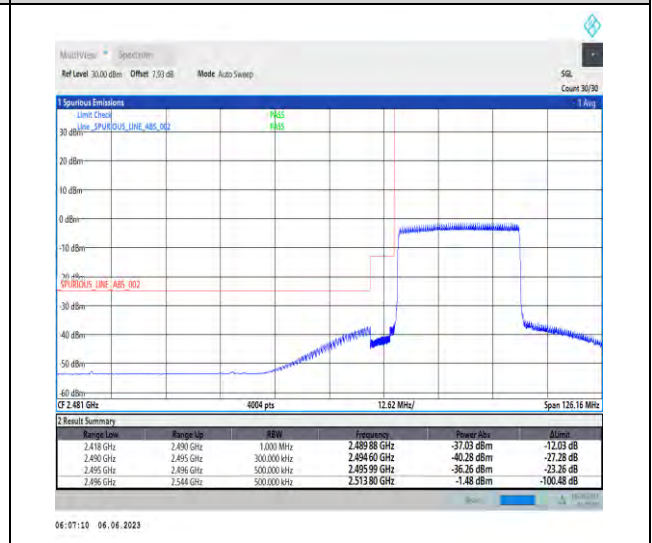 MultiView Spectrum
Ref Level 30.00 dBm Offset 7.93 dB Mode Auto Sweep SGL
Count 30/30
1 Spurious Emissions 1 Avg
Limit Check PASS
Line _SPURIOUS_LINE_ABS_002 PASS
30 dBm
20 dBm
10 dBm
0 dBm
-10 dBm
-20 dBm
SPURIOUS_LINE_ABS_002
-30 dBm
-40 dBm
-50 dBm
-60 dBm
CF 2.481 GHz 4004 pts 12.62 MHz/ Span 126.16 MHz
2 Result Summary
Range Low Range Up RBW Frequency Power Abs ΔLimit
2.418 GHz 2.490 GHz 1.000 MHz 2.489 88 GHz -37.03 dBm -12.03 dB
2.490 GHz 2.495 GHz 300.000 kHz 2.494 60 GHz -40.28 dBm -27.28 dB
2.495 GHz 2.496 GHz 500.000 kHz 2.495 99 GHz -36.26 dBm -23.26 dB
2.496 GHz 2.544 GHz 500.000 kHz 2.513 80 GHz -1.48 dBm -100.48 dB
06:07:10 06.06.2023